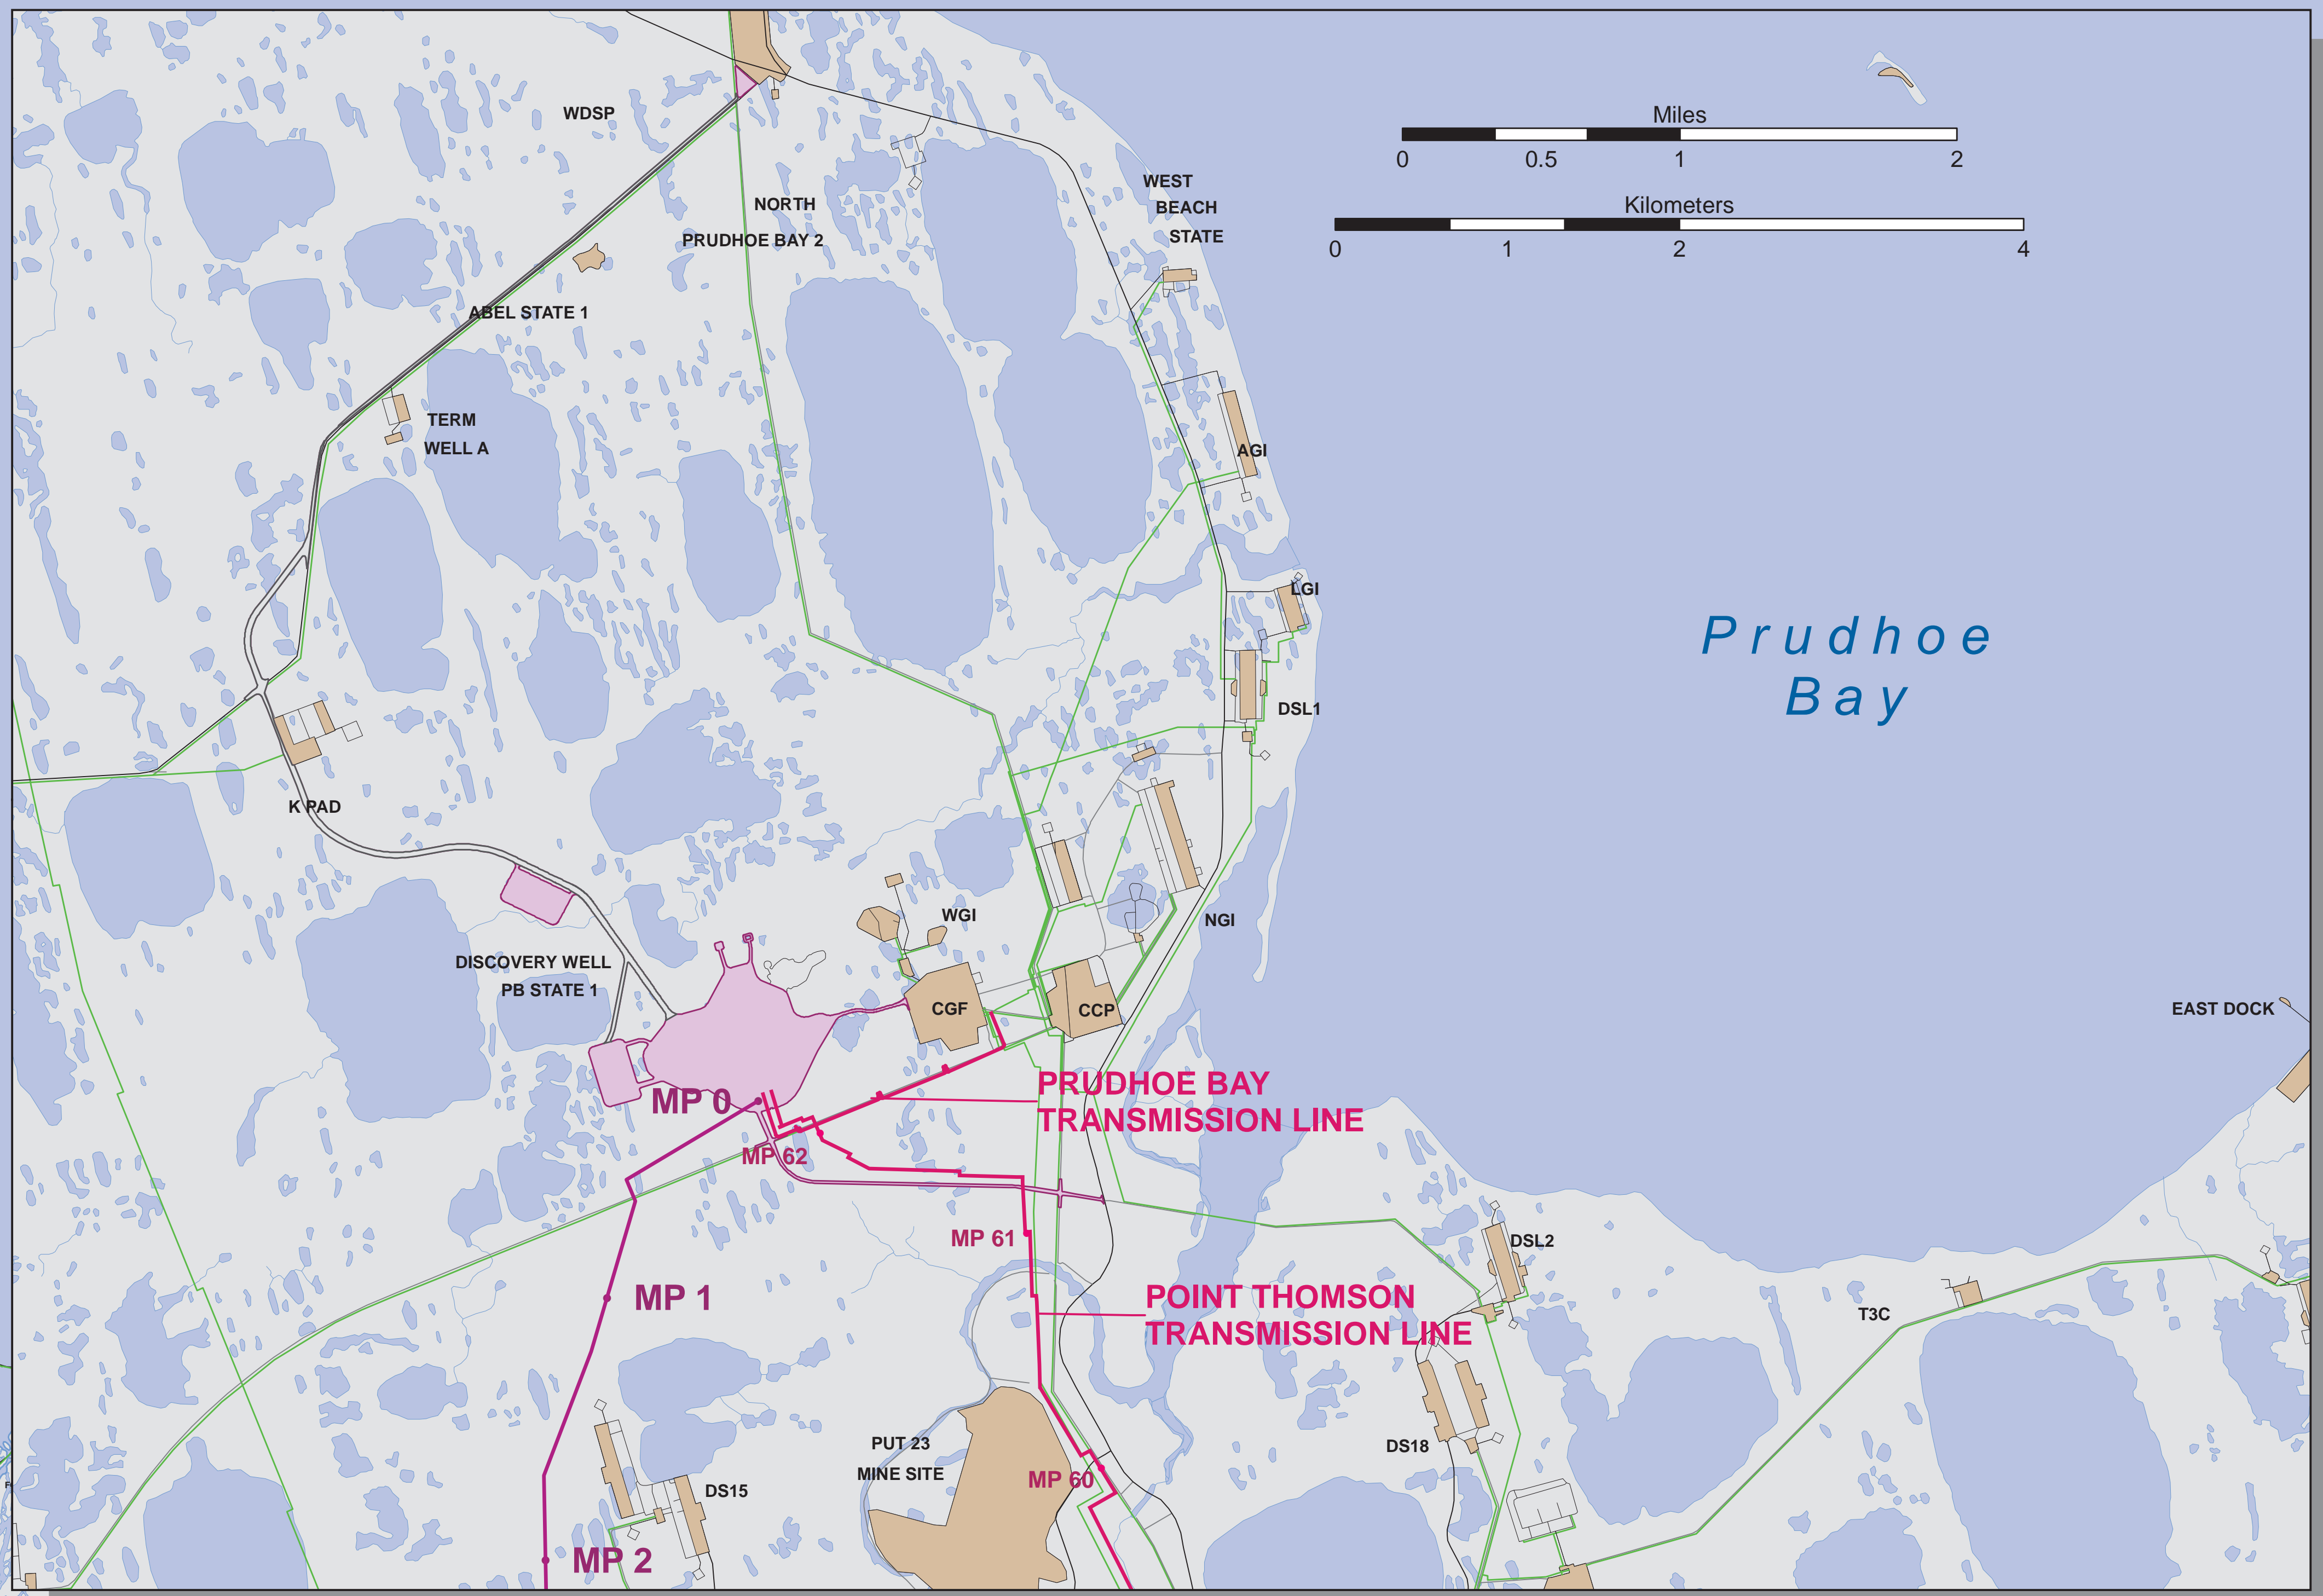 WDSP
Miles
0 0.5 1 2
Kilometers
0 1 2 4
WEST
BEACH
STATE
NORTH
PRUDHOE BAY 2
ABEL STATE 1
TERM
WELL A
AGI
LGI
Prudhoe
Bay
DSL1
K PAD
WGI
NGI
DISCOVERY WELL
PB STATE 1
CGF
CCP
EAST DOCK
MP 0
PRUDHOE BAY
TRANSMISSION LINE
MP 62
MP 61
DSL2
MP 1
POINT THOMSON
TRANSMISSION LINE
T3C
PUT 23
MINE SITE
DS18
MP 60
DS15
MP 2